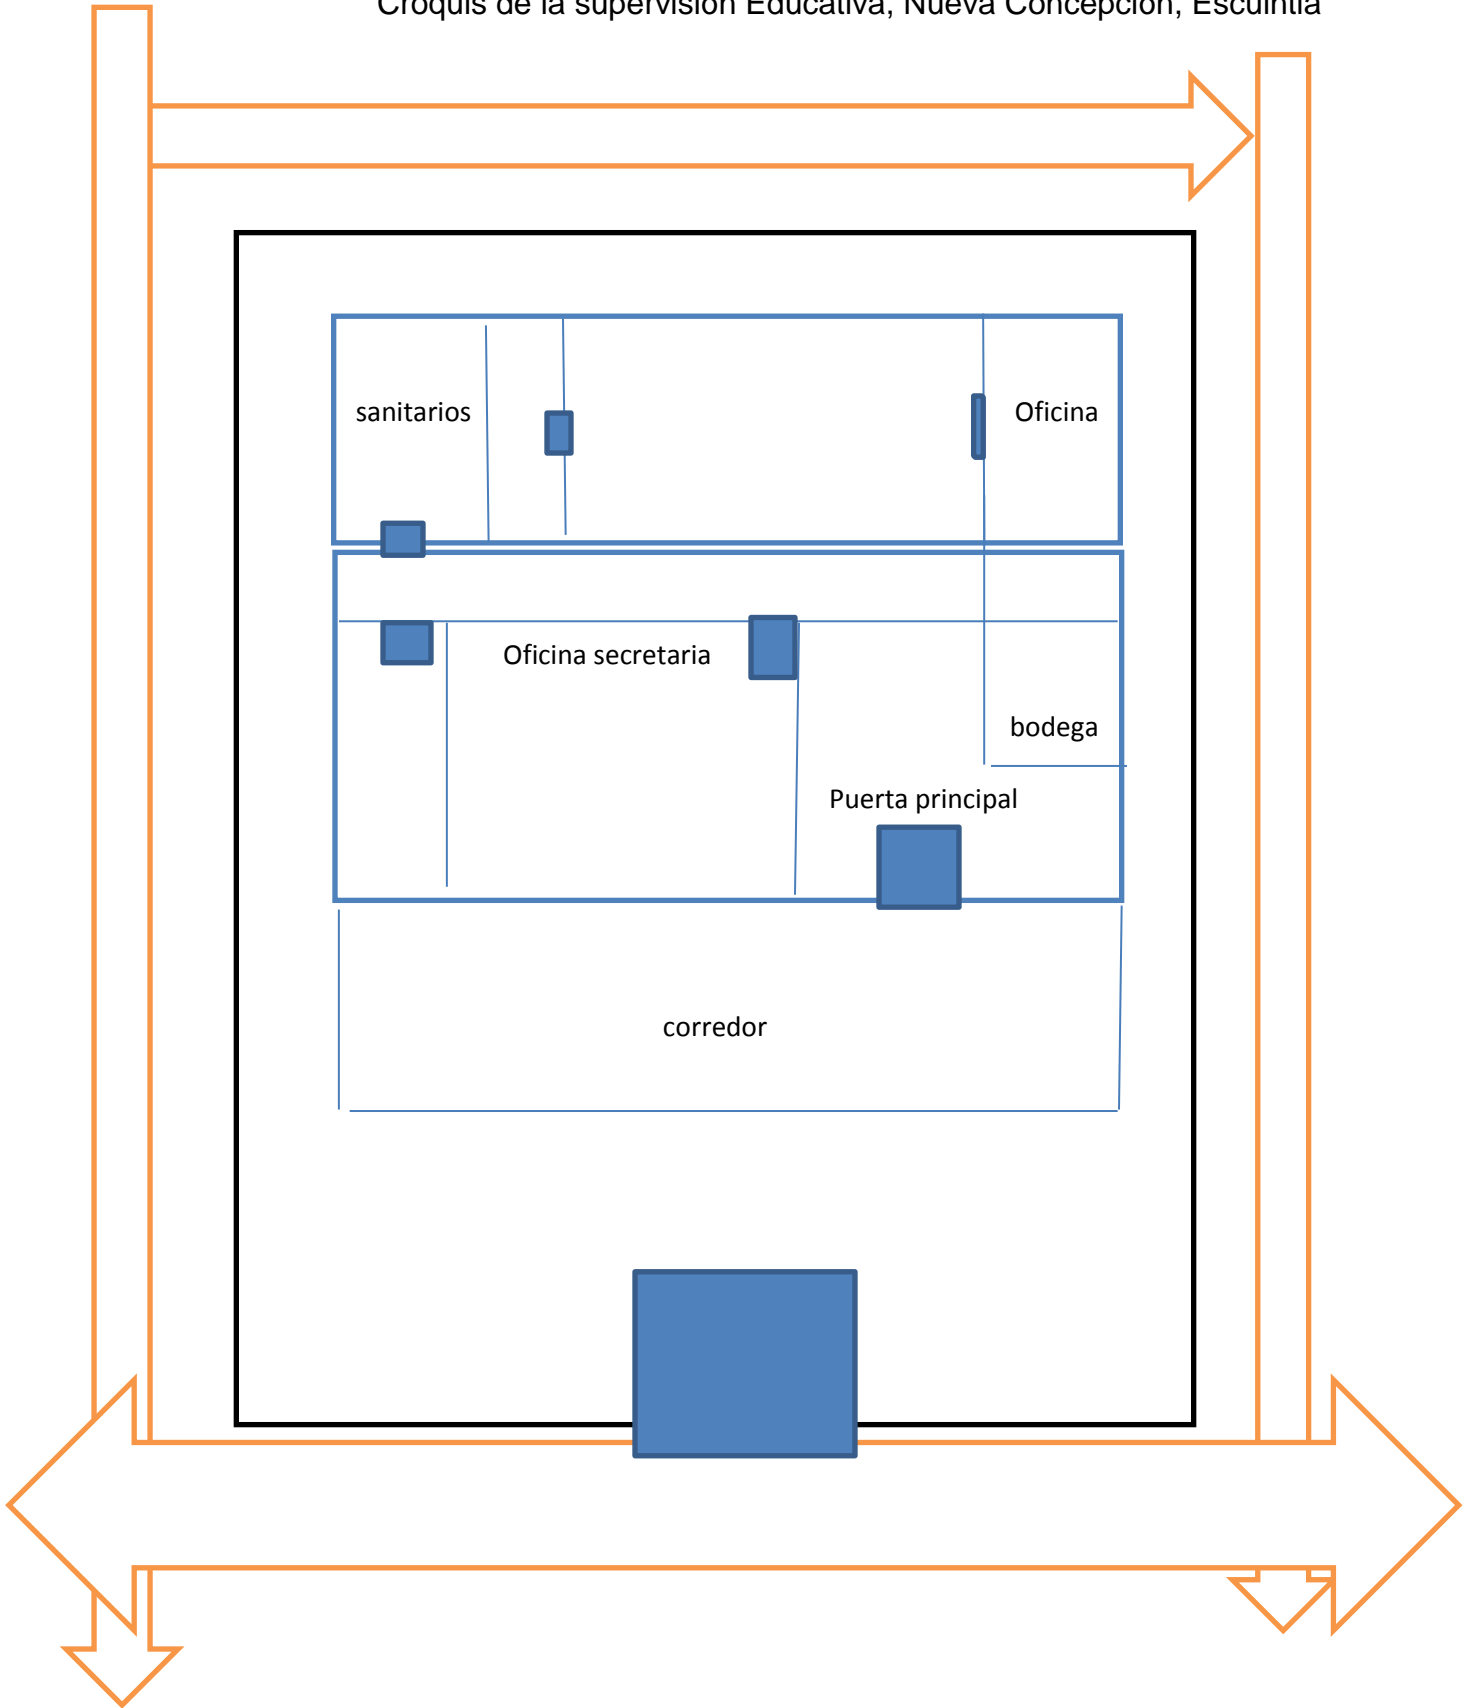 Croquis de la supervisión Educativa, Nueva Concepción, Escuintla
sanitarios
Oficina
Oficina secretaria
bodega
Puerta principal
corredor